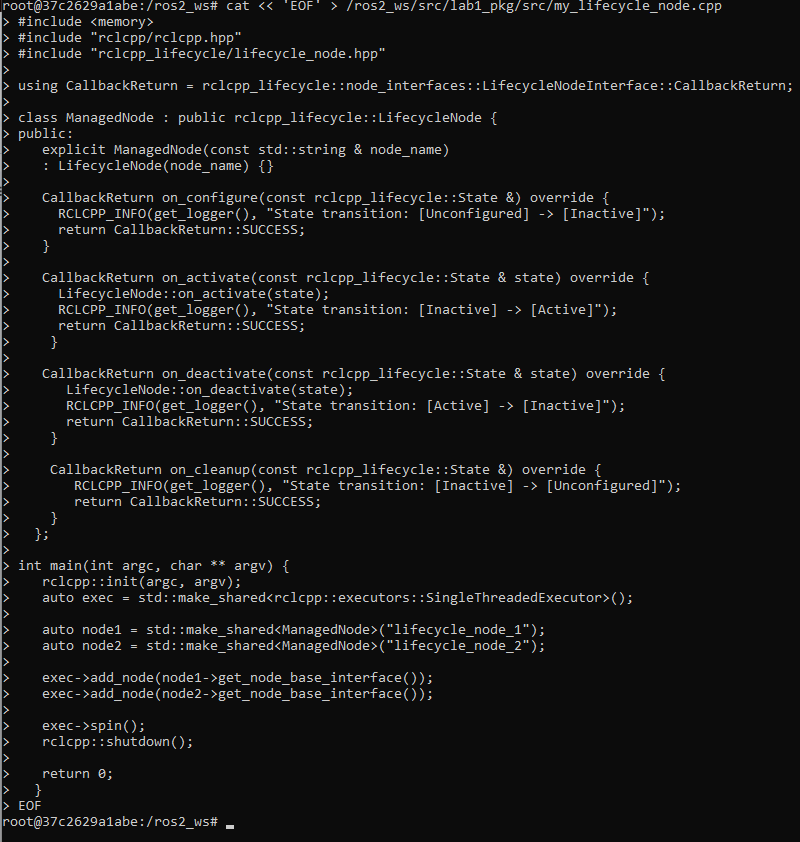 root@37c2629a1abe:/ros2_ws# cat << 'EOF' > /ros2_ws/src/lab1_pkg/src/my_lifecycle_node.cpp
> #include <memory>
> #include "rclcpp/rclcpp.hpp"
> #include "rclcpp_lifecycle/lifecycle_node.hpp"
>
> using CallbackReturn = rclcpp_lifecycle::node_interfaces::LifecycleNodeInterface::CallbackReturn;
>
> class ManagedNode : public rclcpp_lifecycle::LifecycleNode {
> public:
>    explicit ManagedNode(const std::string & node_name)
>    : LifecycleNode(node_name) {}
>
>    CallbackReturn on_configure(const rclcpp_lifecycle::State &) override {
>      RCLCPP_INFO(get_logger(), "State transition: [Unconfigured] -> [Inactive]");
>      return CallbackReturn::SUCCESS;
>    }
>
>    CallbackReturn on_activate(const rclcpp_lifecycle::State & state) override {
>      LifecycleNode::on_activate(state);
>      RCLCPP_INFO(get_logger(), "State transition: [Inactive] -> [Active]");
>      return CallbackReturn::SUCCESS;
>     }
>
>    CallbackReturn on_deactivate(const rclcpp_lifecycle::State & state) override {
>       LifecycleNode::on_deactivate(state);
>       RCLCPP_INFO(get_logger(), "State transition: [Active] -> [Inactive]");
>       return CallbackReturn::SUCCESS;
>     }
>
>     CallbackReturn on_cleanup(const rclcpp_lifecycle::State &) override {
>        RCLCPP_INFO(get_logger(), "State transition: [Inactive] -> [Unconfigured]");
>        return CallbackReturn::SUCCESS;
>     }
>   };
>
> int main(int argc, char ** argv) {
>    rclcpp::init(argc, argv);
>    auto exec = std::make_shared<rclcpp::executors::SingleThreadedExecutor>();
>
>    auto node1 = std::make_shared<ManagedNode>("lifecycle_node_1");
>    auto node2 = std::make_shared<ManagedNode>("lifecycle_node_2");
>
>    exec->add_node(node1->get_node_base_interface());
>    exec->add_node(node2->get_node_base_interface());
>
>    exec->spin();
>    rclcpp::shutdown();
>
>    return 0;
>   }
> EOF
root@37c2629a1abe:/ros2_ws# _